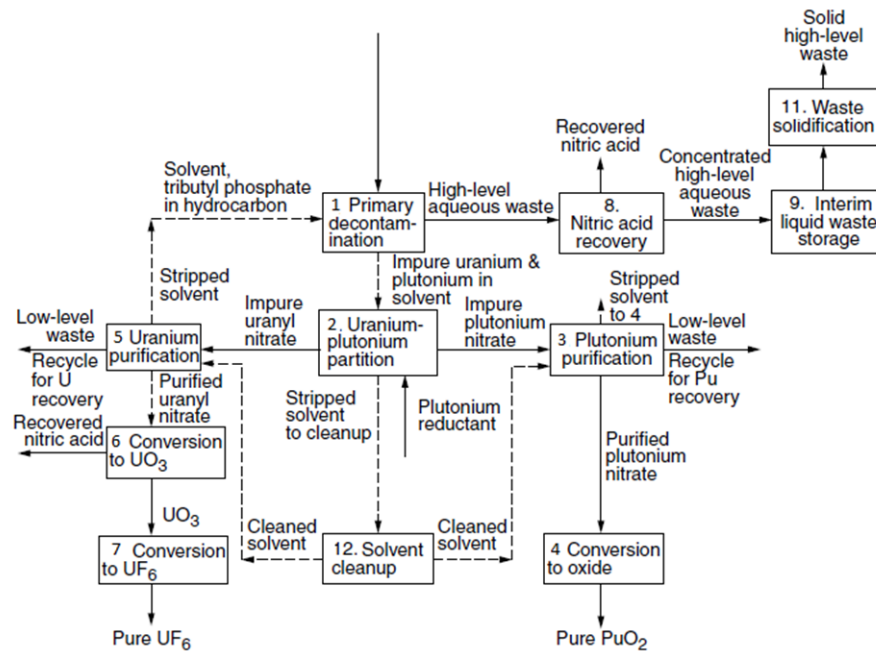 Solid
high-level
waste
11. Waste
solidification
Recovered
nitric acid
Concentrated
high-level
aqueous
waste
Solvent,
tributyl phosphate
in hydrocarbon
1 Primary
decontam-
ination
High-level
aqueous waste
8.
Nitric acid
recovery
9. Interim
liquid waste
storage
Stripped
solvent
Impure uranium &
plutonium in
solvent
Stripped
solvent
to 4
Low-level
waste
5 Uranium
purification
Impure
uranyl
nitrate
2. Uranium-
plutonium
partition
Impure
plutonium
nitrate
3 Plutonium
purification
Low-level
waste
Recycle
for U
recovery
Purified
uranyl
nitrate
Stripped
solvent
to cleanup
Plutonium
reductant
Recycle
for Pu
recovery
Recovered
nitric acid
6 Conversion
to UO₃
Purified
plutonium
nitrate
UO₃
Cleaned
solvent
Cleaned
solvent
7 Conversion
to UF₆
12. Solvent
cleanup
4 Conversion
to oxide
Pure UF₆
Pure PuO₂